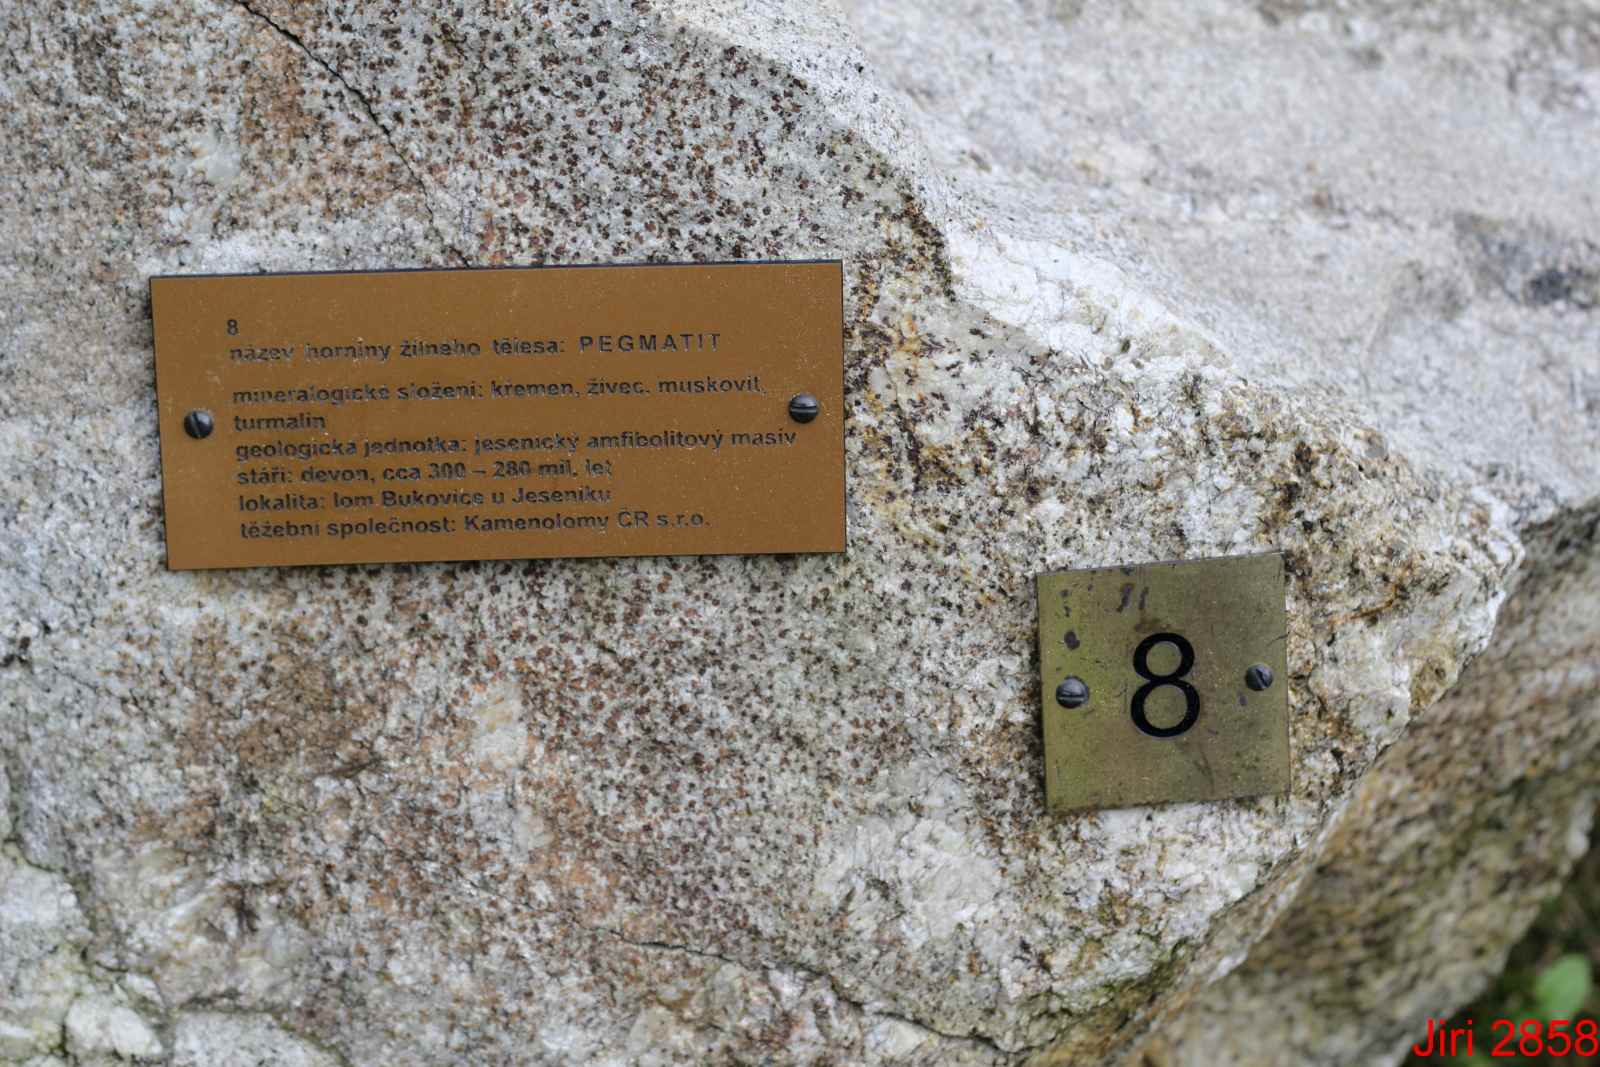 8
název horniny žilného tělesa: PEGMATIT
mineralogické složení: křemen, živec, muskovit,
turmalín
geologická jednotka: jesenický amfibolitový masiv
stáří: devon, cca 300 – 280 mil. let
lokalita: lom Bukovice u Jeseníku
těžební společnost: Kamenolomy ČR s.r.o.
8
Jiri 2858